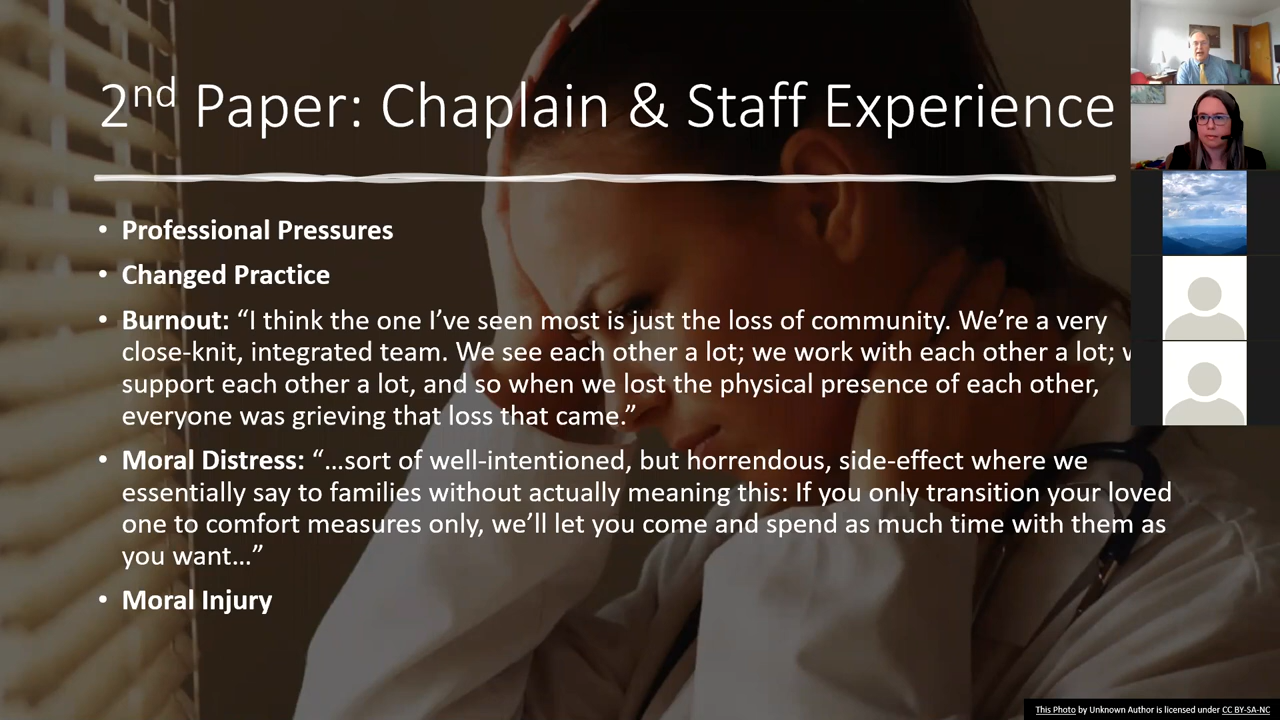 2nd Paper: Chaplain & Staff Experience
• Professional Pressures
• Changed Practice
• Burnout: “I think the one I’ve seen most is just the loss of community. We’re a very
close-knit, integrated team. We see each other a lot; we work with each other a lot;
support each other a lot, and so when we lost the physical presence of each other,
everyone was grieving that loss that came.”
• Moral Distress: “…sort of well-intentioned, but horrendous, side-effect where we
essentially say to families without actually meaning this: If you only transition your loved
one to comfort measures only, we’ll let you come and spend as much time with them as
you want…”
• Moral Injury
This Photo by Unknown Author is licensed under CC BY-SA-NC